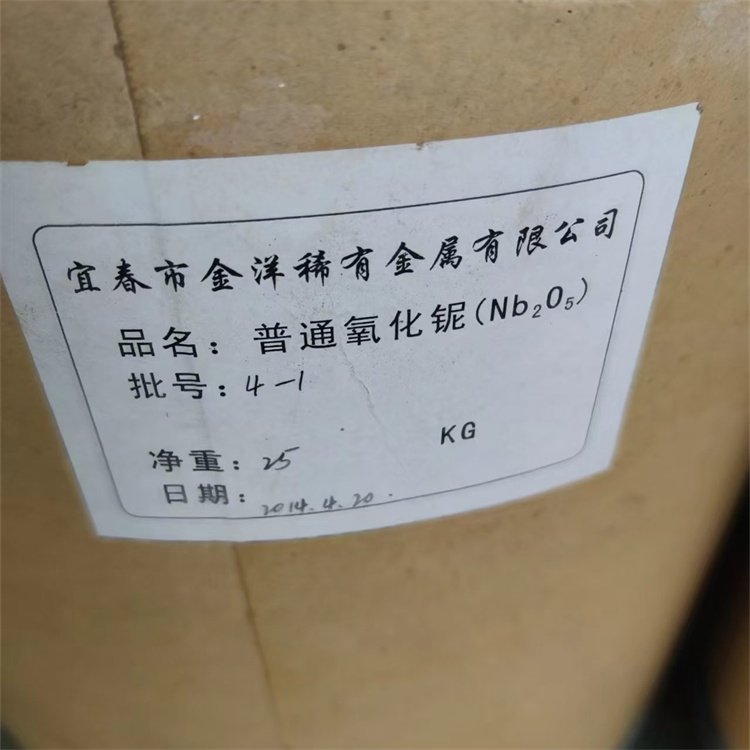 宜春市金洋稀有金属有限公司
品名：普通氧化铌(Nb₂O₅)
批号：4-1
净重：25 KG
日期：2014.4.20.